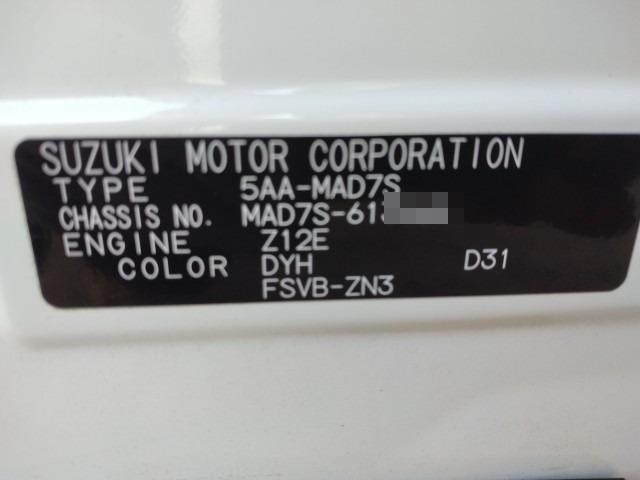 SUZUKI MOTOR CORPORATION
TYPE 5AA-MAD7S
CHASSIS NO. MAD7S-61
ENGINE Z12E
COLOR DYH D31
FSVB-ZN3